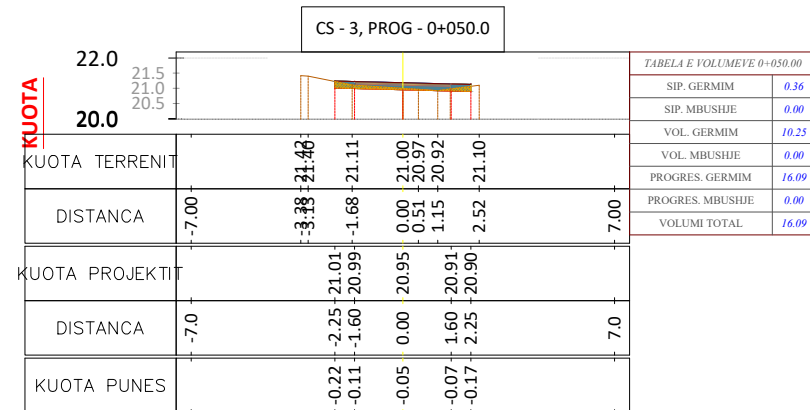 CS - 3, PROG - 0+050.0
22.0
21.5
21.0
20.5
20.0
KUOTA
TABELA E VOLUMEVE 0+050.00
SIP. GERMIM 0.36
SIP. MBUSHJE 0.00
VOL. GERMIM 10.25
VOL. MBUSHJE 0.00
PROGRES. GERMIM 16.09
PROGRES. MBUSHJE 0.00
VOLUMI TOTAL 16.09
KUOTA TERRENIT 21.42 21.40 21.11 21.00 20.97 20.92 21.10
DISTANCA -7.00 -3.38 -3.13 -1.68 0.00 0.51 1.15 2.52 7.00
KUOTA PROJEKTIT 21.01 20.99 20.95 20.91 20.90
DISTANCA -7.0 -2.25 -1.60 0.00 1.60 2.25 7.0
KUOTA PUNES -0.22 -0.11 -0.05 -0.07 -0.17